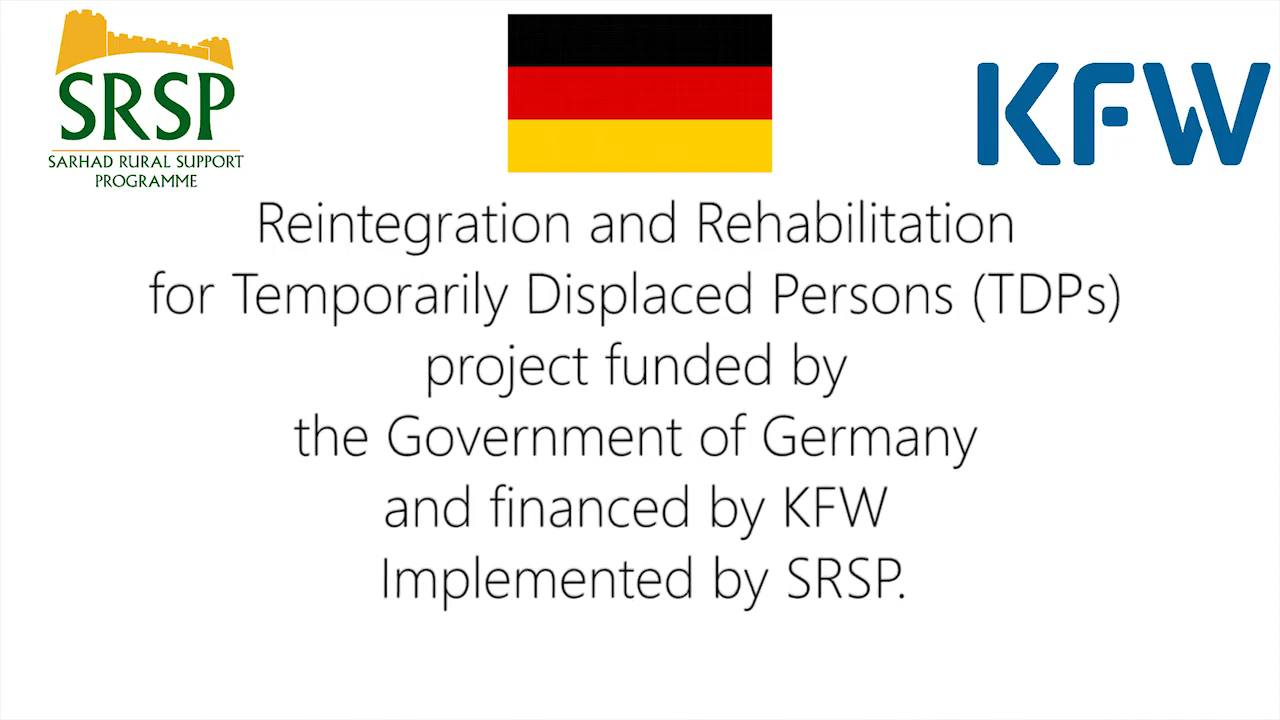 SRSP
SARHAD RURAL SUPPORT
PROGRAMME
KFW
Reintegration and Rehabilitation
for Temporarily Displaced Persons (TDPs)
project funded by
the Government of Germany
and financed by KFW
Implemented by SRSP.